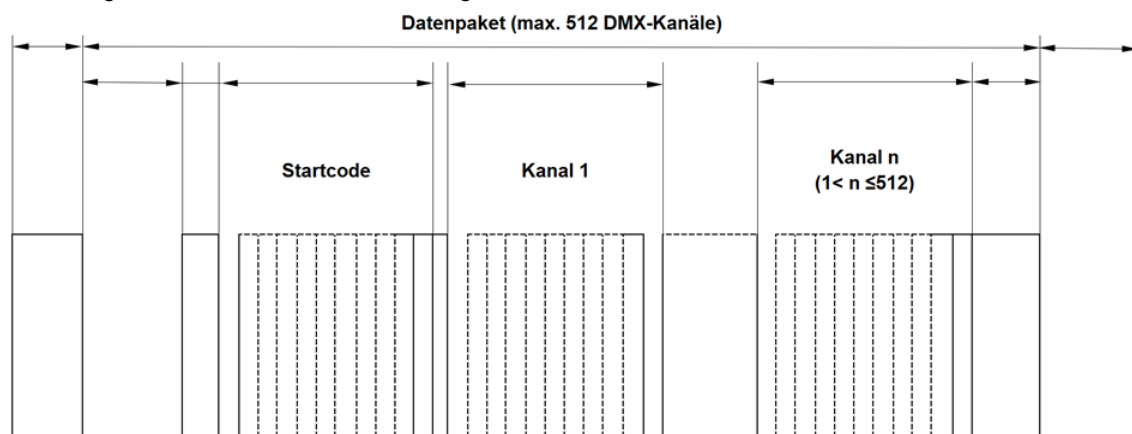 Datenpaket (max. 512 DMX-Kanäle)
Startcode
Kanal 1
Kanal n
(1< n ≤512)